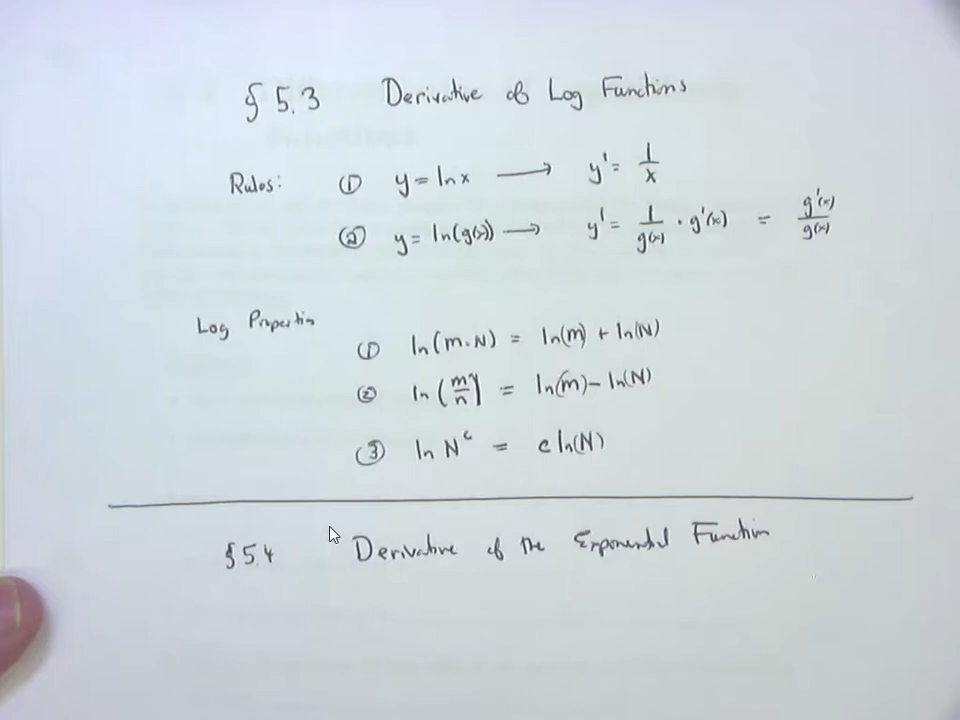 § 5.3 Derivative of Log Functions
Rules: ① y = ln x → y' = 1/x
② y = ln(g(x)) → y' = 1/g(x) · g'(x) = g'(x)/g(x)
Log Properties
① ln(m·N) = ln(m) + ln(N)
② ln(m/n) = ln(m) - ln(N)
③ ln N^c = c ln(N)
§ 5.4 Derivative of the Exponential Function